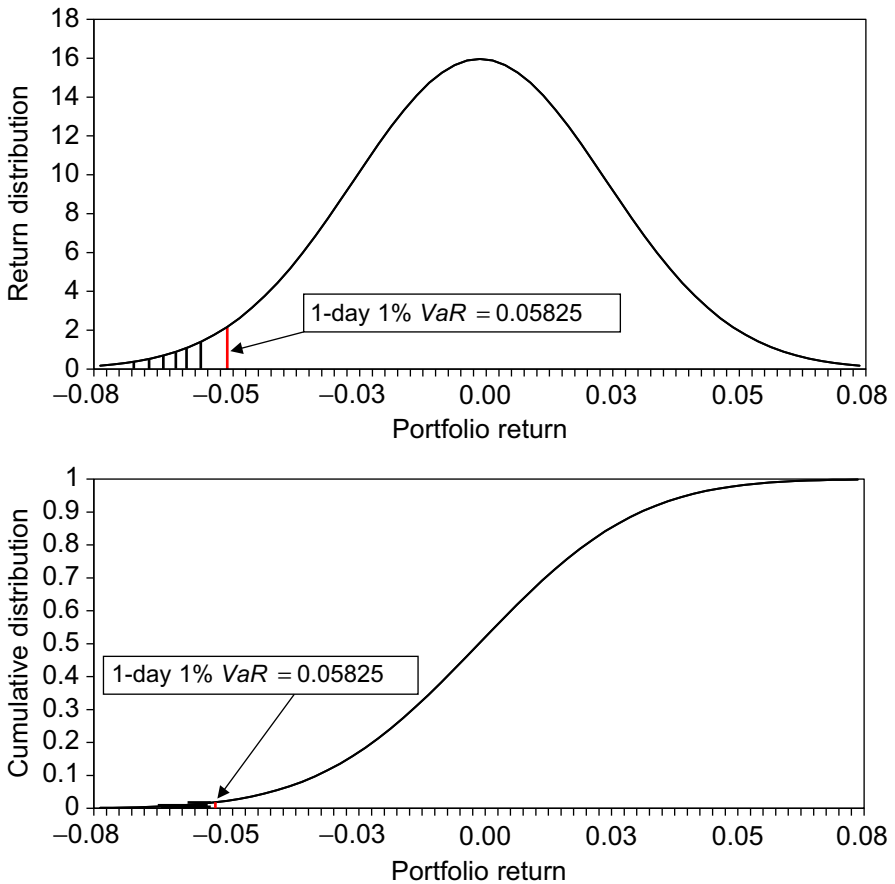 18
16
14
12
10
8
6
4
2
0
Return distribution
1-day 1% VaR = 0.05825
−0.08 −0.05 −0.03 0.00 0.03 0.05 0.08
Portfolio return
1
0.9
0.8
0.7
0.6
0.5
0.4
0.3
0.2
0.1
0
Cumulative distribution
1-day 1% VaR = 0.05825
−0.08 −0.05 −0.03 0.00 0.03 0.05 0.08
Portfolio return